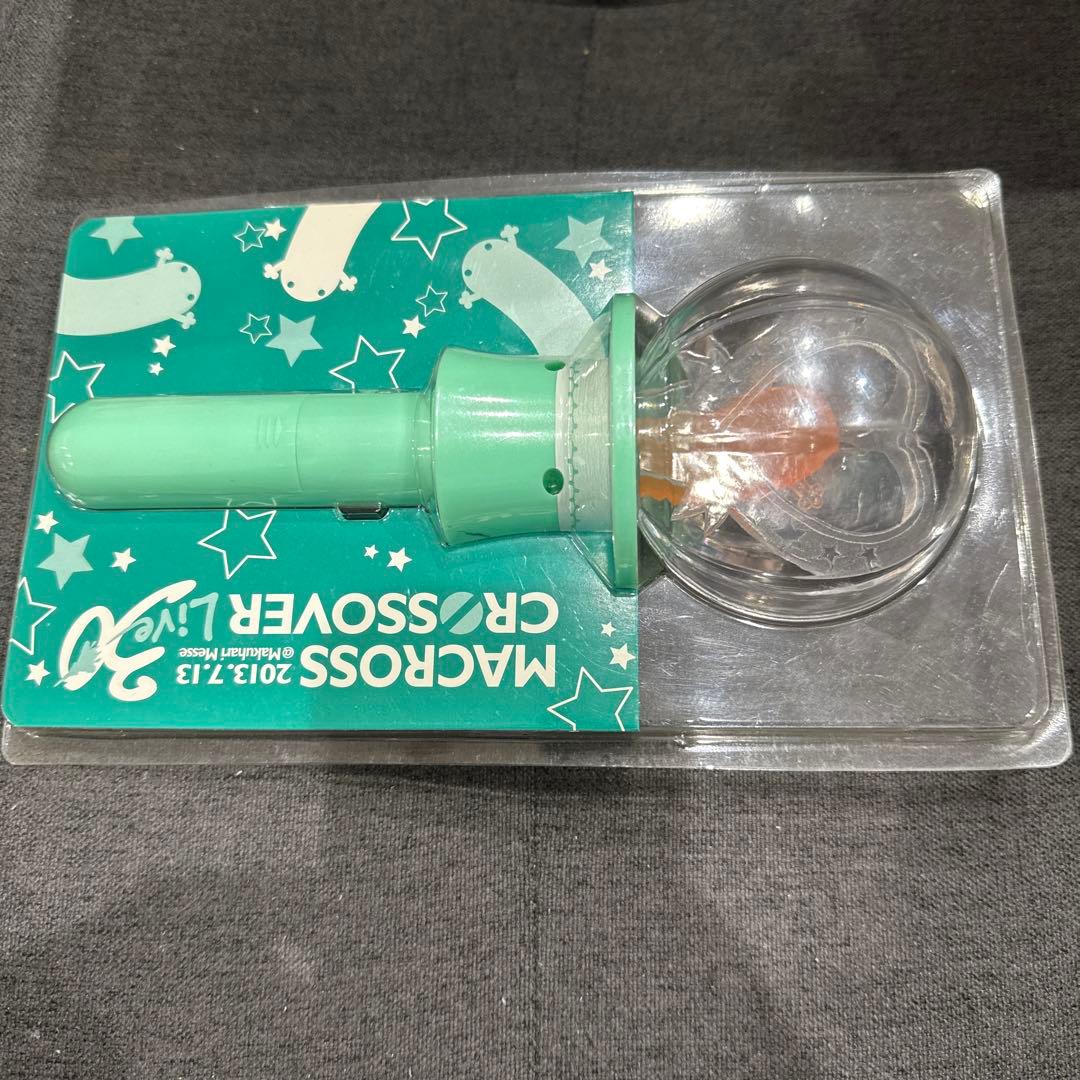 MACROSS 2013.7.13
@Makuhari Messe
CROSSOVER Live 30